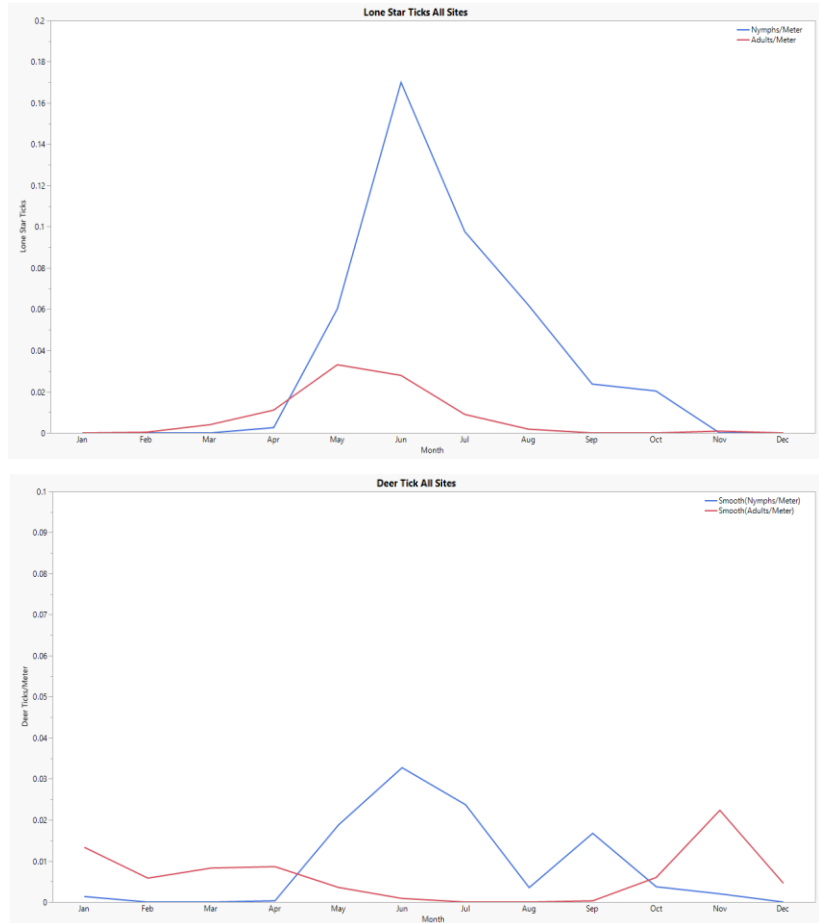 Lone Star Ticks All Sites
Nymphs/Meter
Adults/Meter
0.2
0.18
0.16
0.14
0.12
0.1
0.08
0.06
0.04
0.02
0
Lone Star Ticks
Jan Feb Mar Apr May Jun Jul Aug Sep Oct Nov Dec
Month
Deer Tick All Sites
Smooth(Nymphs/Meter)
Smooth(Adults/Meter)
0.1
0.09
0.08
0.07
0.06
0.05
0.04
0.03
0.02
0.01
0
Deer Ticks/Meter
Jan Feb Mar Apr May Jun Jul Aug Sep Oct Nov Dec
Month